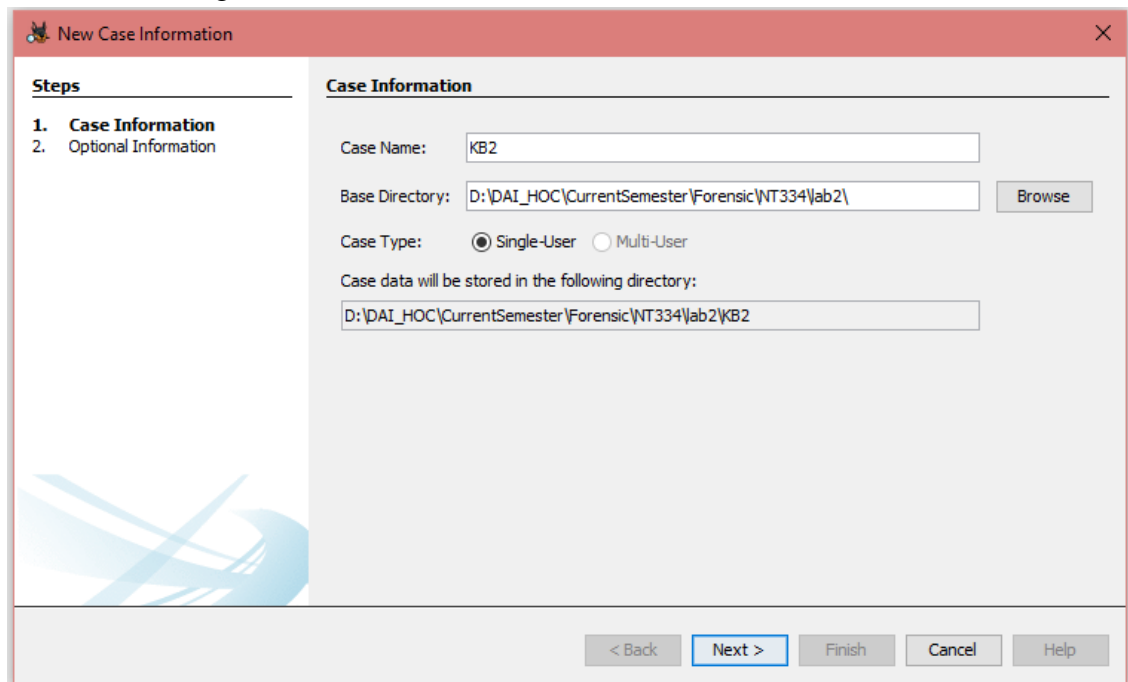 New Case Information
Steps
1. Case Information
2. Optional Information
Case Information
Case Name: KB2
Base Directory: D:\DAI_HOC\CurrentSemester\Forensic\NT334\lab2\ Browse
Case Type: Single-User Multi-User
Case data will be stored in the following directory:
D:\DAI_HOC\CurrentSemester\Forensic\NT334\lab2\KB2
< Back Next > Finish Cancel Help